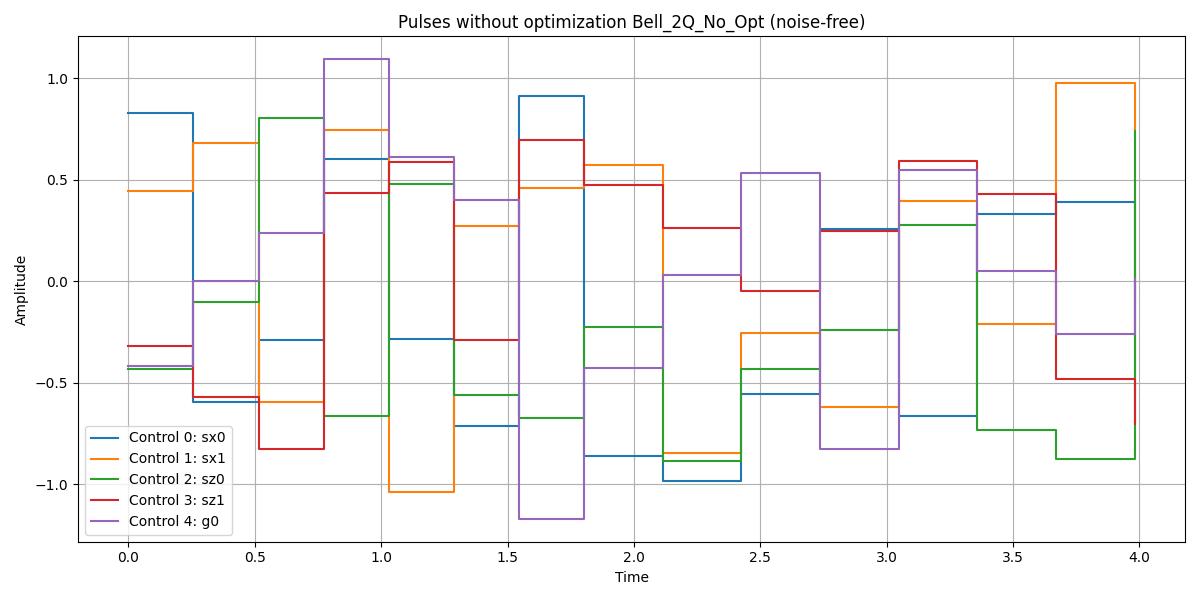 Pulses without optimization Bell_2Q_No_Opt (noise-free)
Amplitude
1.0
0.5
0.0
−0.5
−1.0
Control 0: sx0
Control 1: sx1
Control 2: sz0
Control 3: sz1
Control 4: g0
0.0 0.5 1.0 1.5 2.0 2.5 3.0 3.5 4.0
Time